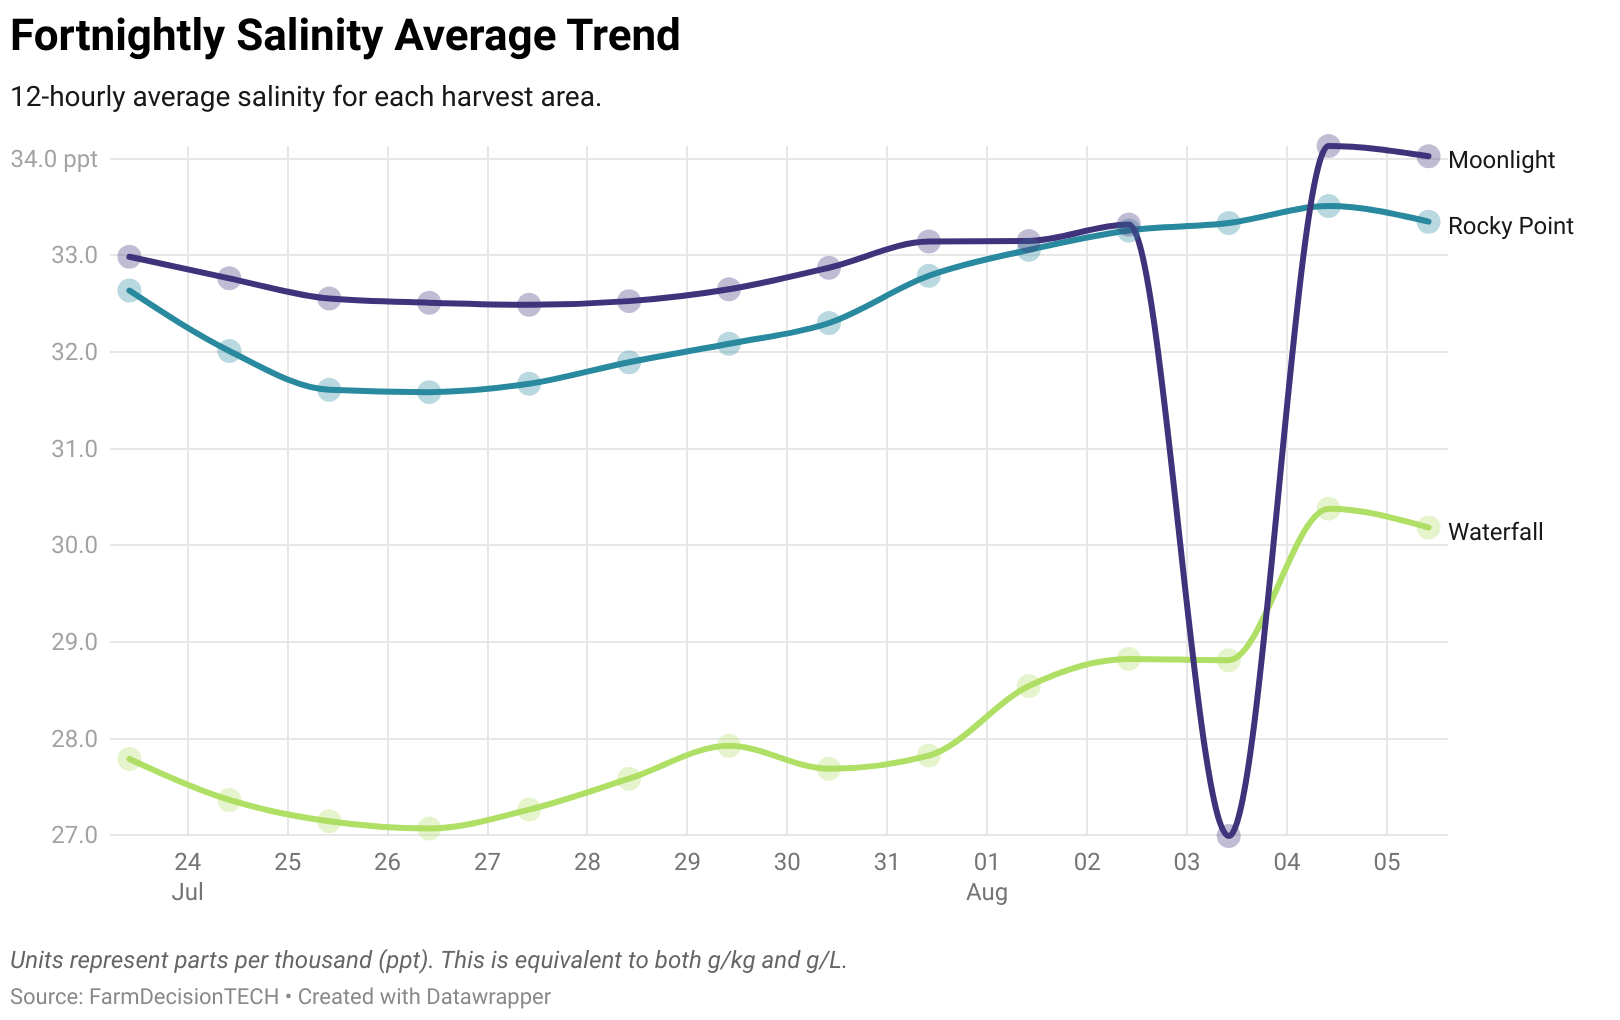 Fortnightly Salinity Average Trend
12-hourly average salinity for each harvest area.
34.0 ppt
33.0
32.0
31.0
30.0
29.0
28.0
27.0
Moonlight
Rocky Point
Waterfall
24 25 26 27 28 29 30 31 01 02 03 04 05
Jul Aug
Units represent parts per thousand (ppt). This is equivalent to both g/kg and g/L.
Source: FarmDecisionTECH • Created with Datawrapper